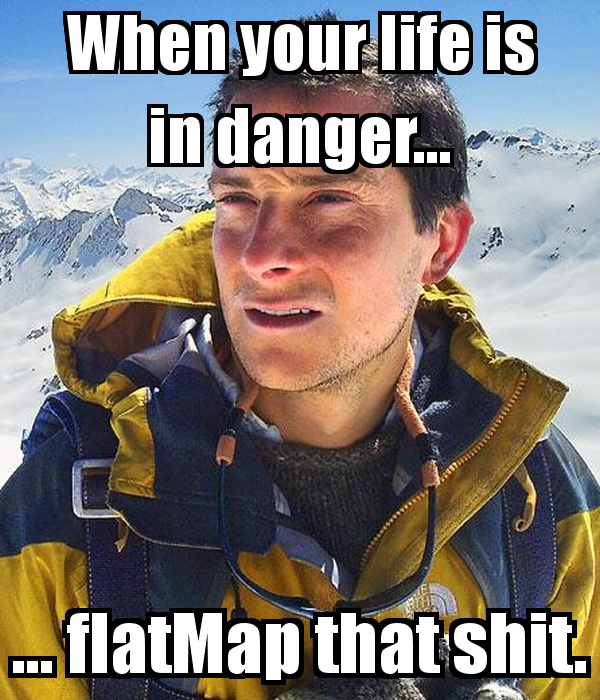 When your life is
in danger...
... flatMap that shit.